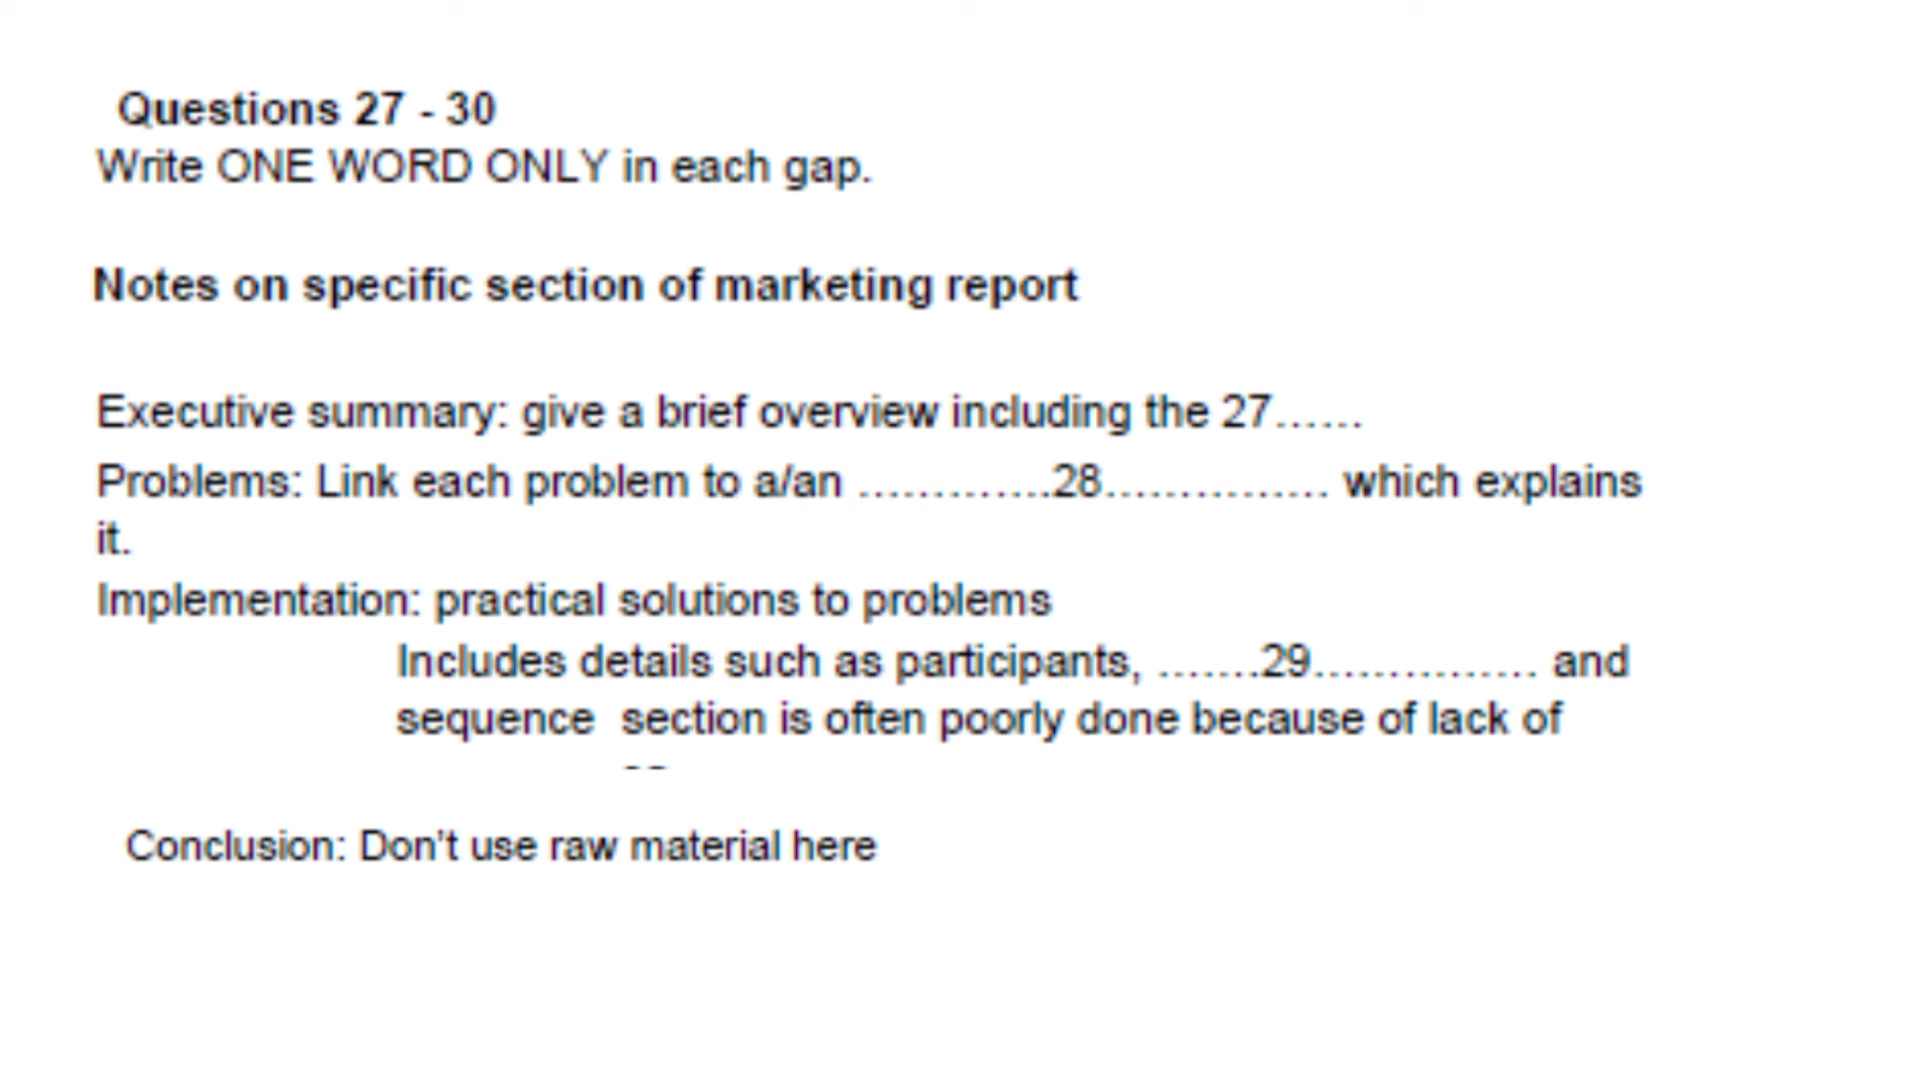 Questions 27 - 30
Write ONE WORD ONLY in each gap.
Notes on specific section of marketing report
Executive summary: give a brief overview including the 27......
Problems: Link each problem to a/an .............28............... which explains
it.
Implementation: practical solutions to problems
Includes details such as participants, .......29............... and
sequence section is often poorly done because of lack of
Conclusion: Don't use raw material here